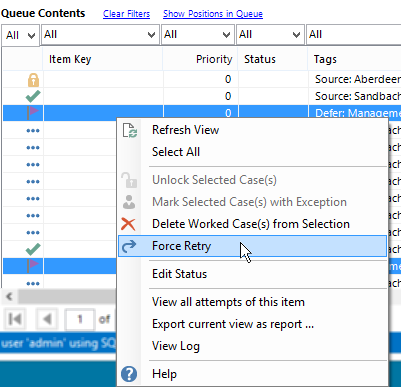 Queue Contents Clear Filters Show Positions in Queue
All All All All All
Item Key Priority Status Tags
0 Source: Aberdeen
0 Source: Sandbach
0 Defer: Manageme
Refresh View
Select All
Unlock Selected Case(s)
Mark Selected Case(s) with Exception
Delete Worked Case(s) from Selection
Force Retry
Edit Status
View all attempts of this item
1 of
Export current view as report ...
user 'admin' using SQ
View Log
Help